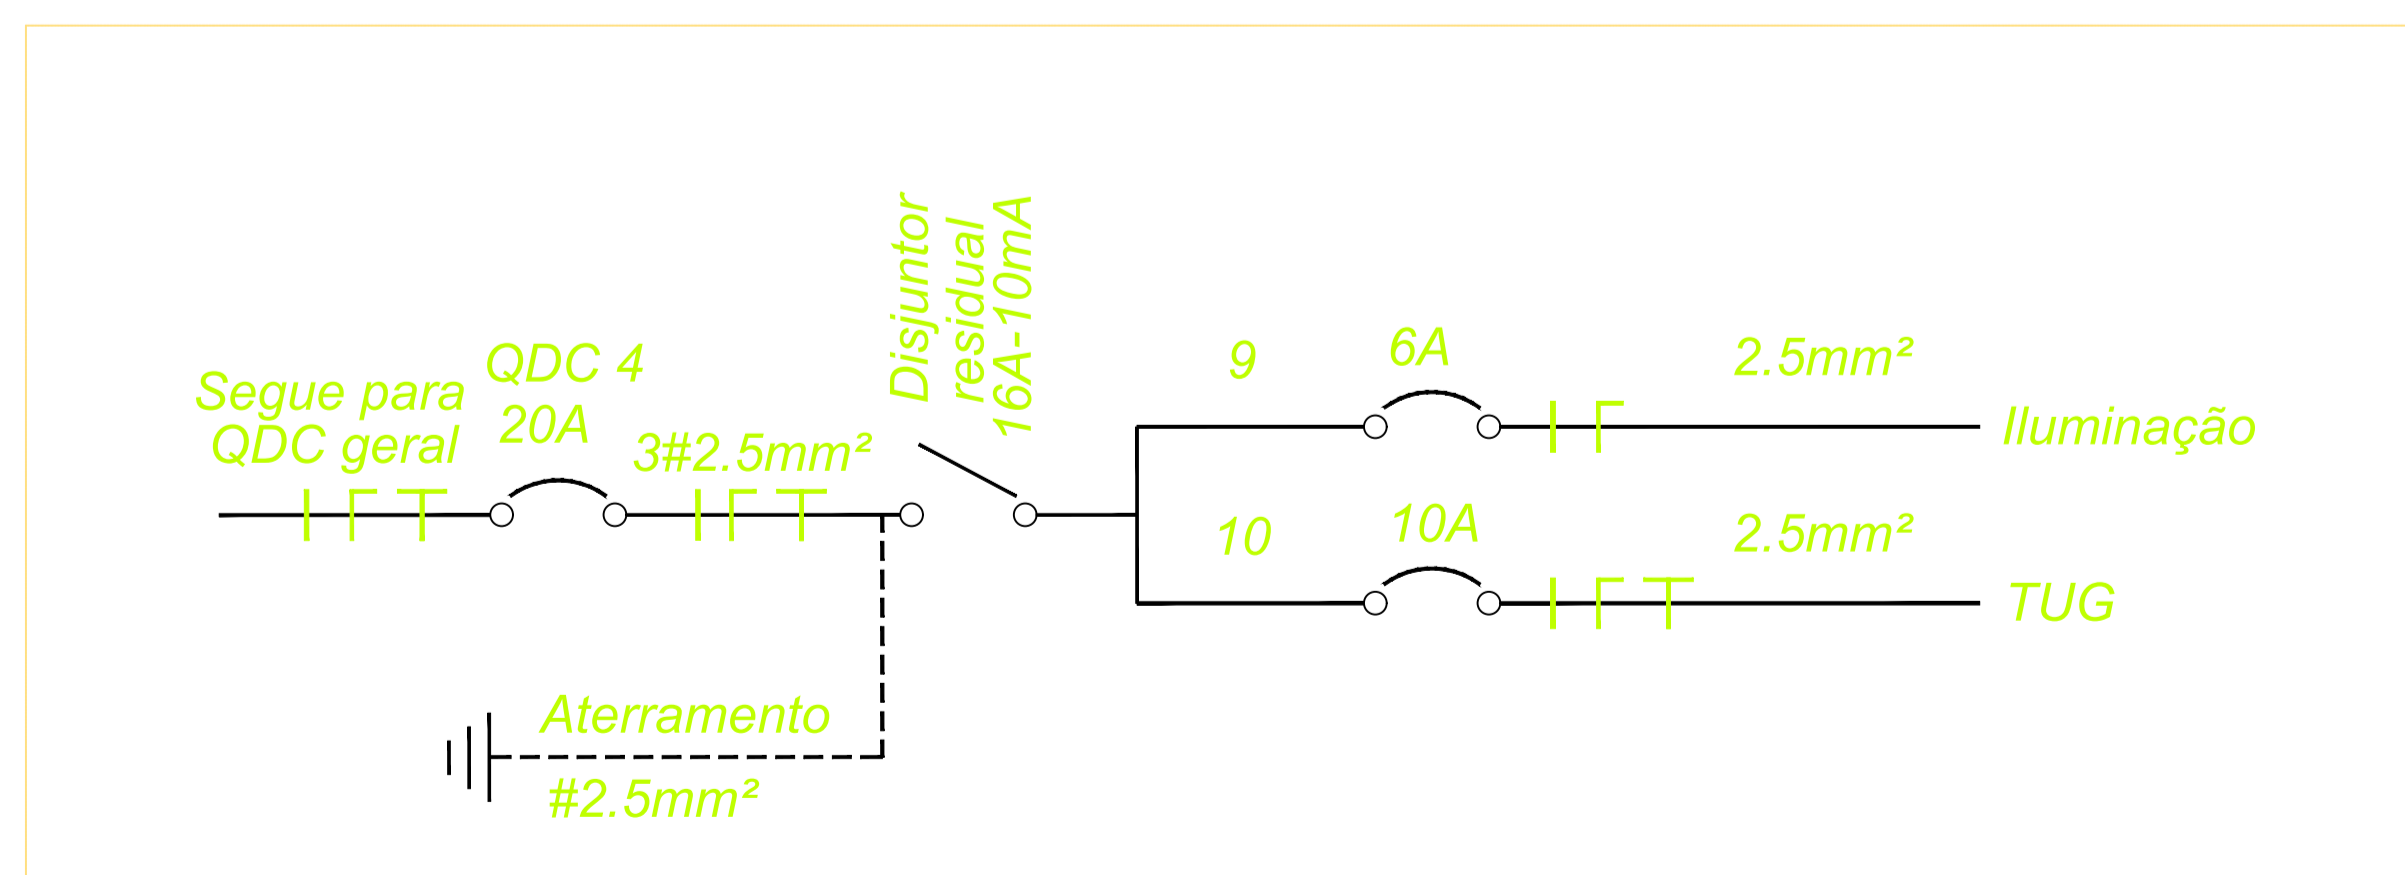 Segue para
QDC geral
QDC 4
20A
3#2.5mm²
Disjuntor
residual
16A-10mA
9
6A
2.5mm²
Iluminação
10
10A
2.5mm²
TUG
Aterramento
#2.5mm²